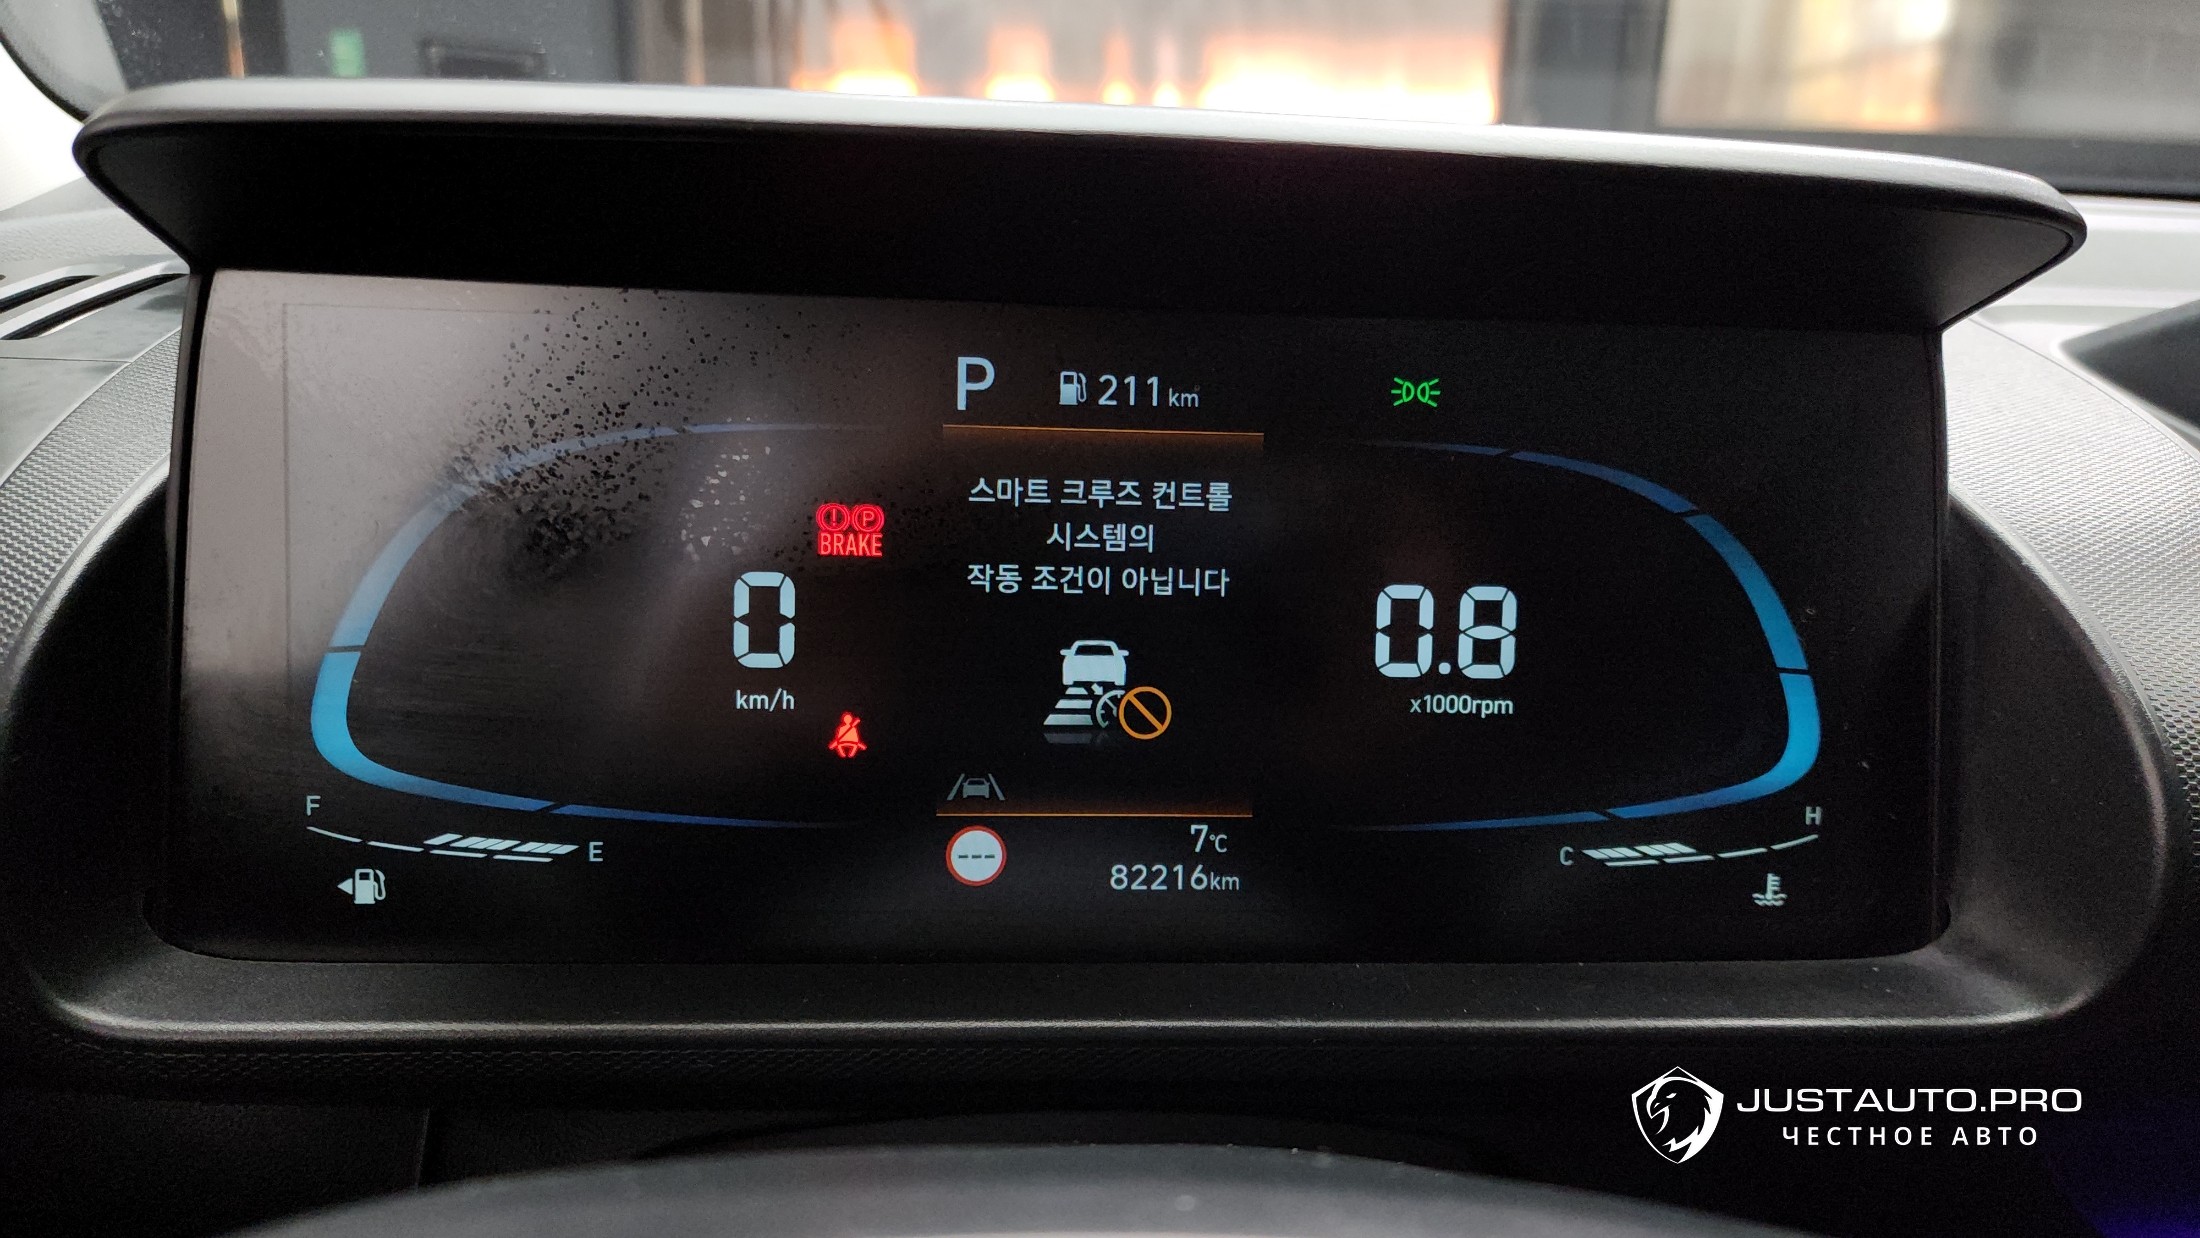 P 211km
스마트 크루즈 컨트롤
시스템의
작동 조건이 아닙니다
BRAKE
0
km/h
0.8
x1000rpm
F
E
---
7°C
82216km
H
C
JUSTAUTO.PRO
ЧЕСТНОЕ АВТО